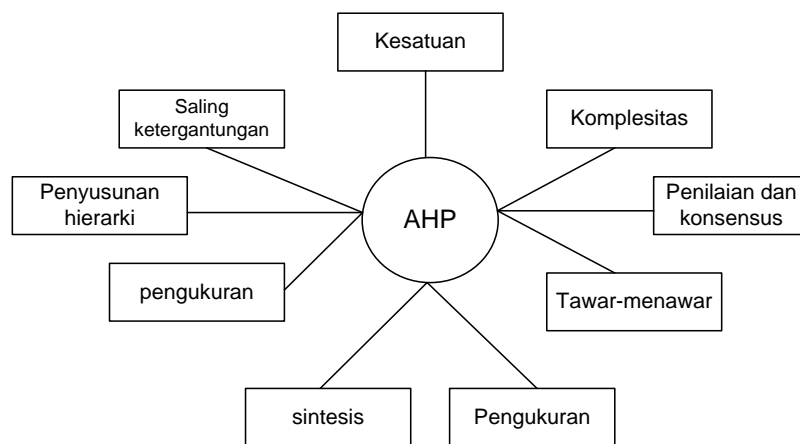 Kesatuan
Saling
ketergantungan
Komplesitas
Penyusunan
hierarki
AHP
Penilaian dan
konsensus
pengukuran
Tawar-menawar
sintesis
Pengukuran